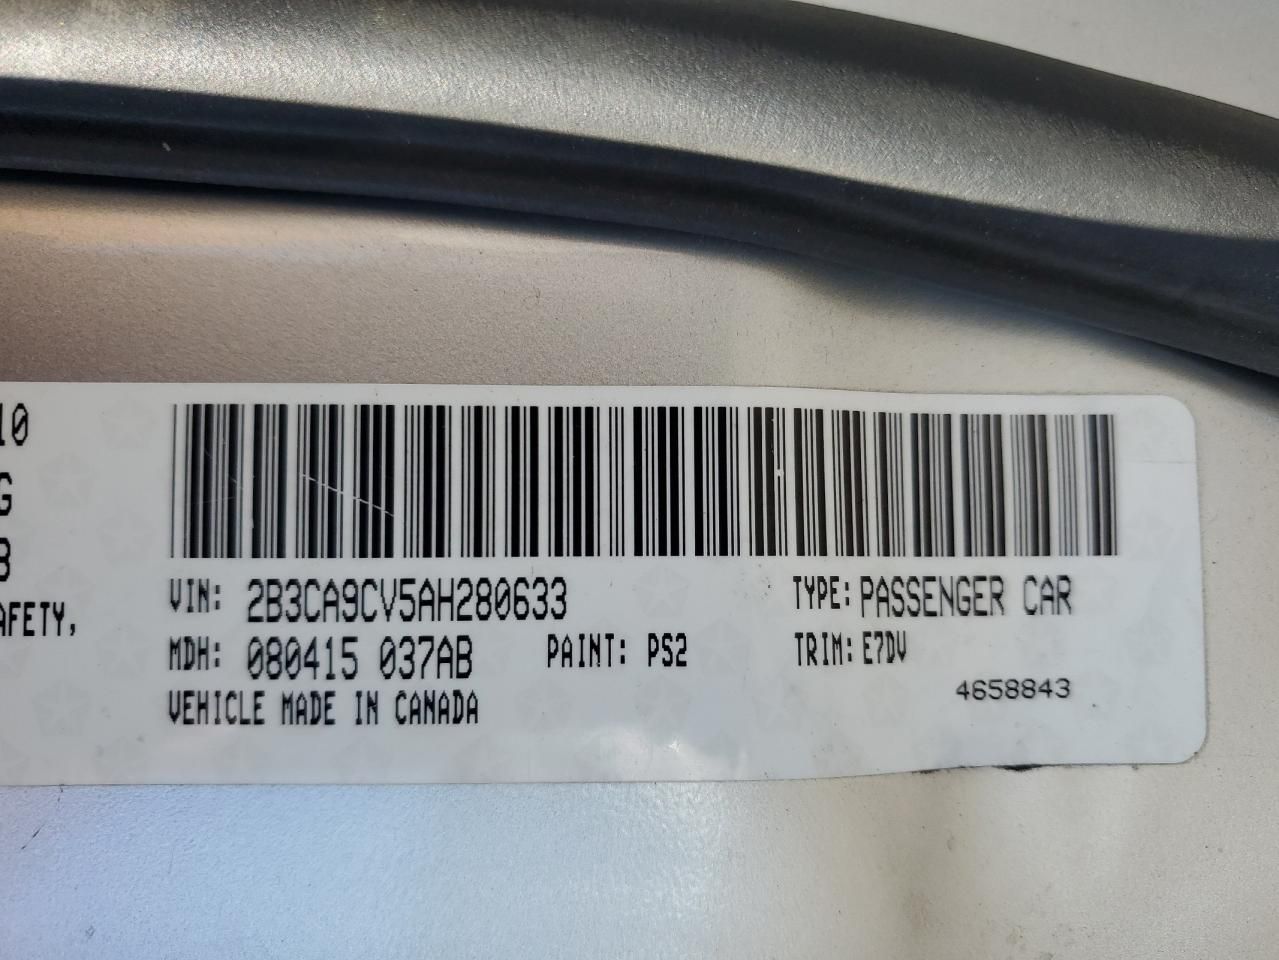 10
G
8
AFETY,
VIN: 2B3CA9CV5AH280633 TYPE: PASSENGER CAR
MDH: 080415 037AB PAINT: PS2 TRIM: E7DV
VEHICLE MADE IN CANADA 4658843